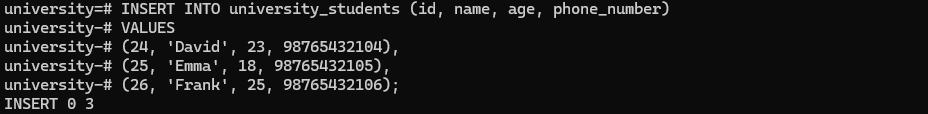 university=# INSERT INTO university_students (id, name, age, phone_number)
university-# VALUES
university-# (24, 'David', 23, 98765432104),
university-# (25, 'Emma', 18, 98765432105),
university-# (26, 'Frank', 25, 98765432106);
INSERT 0 3